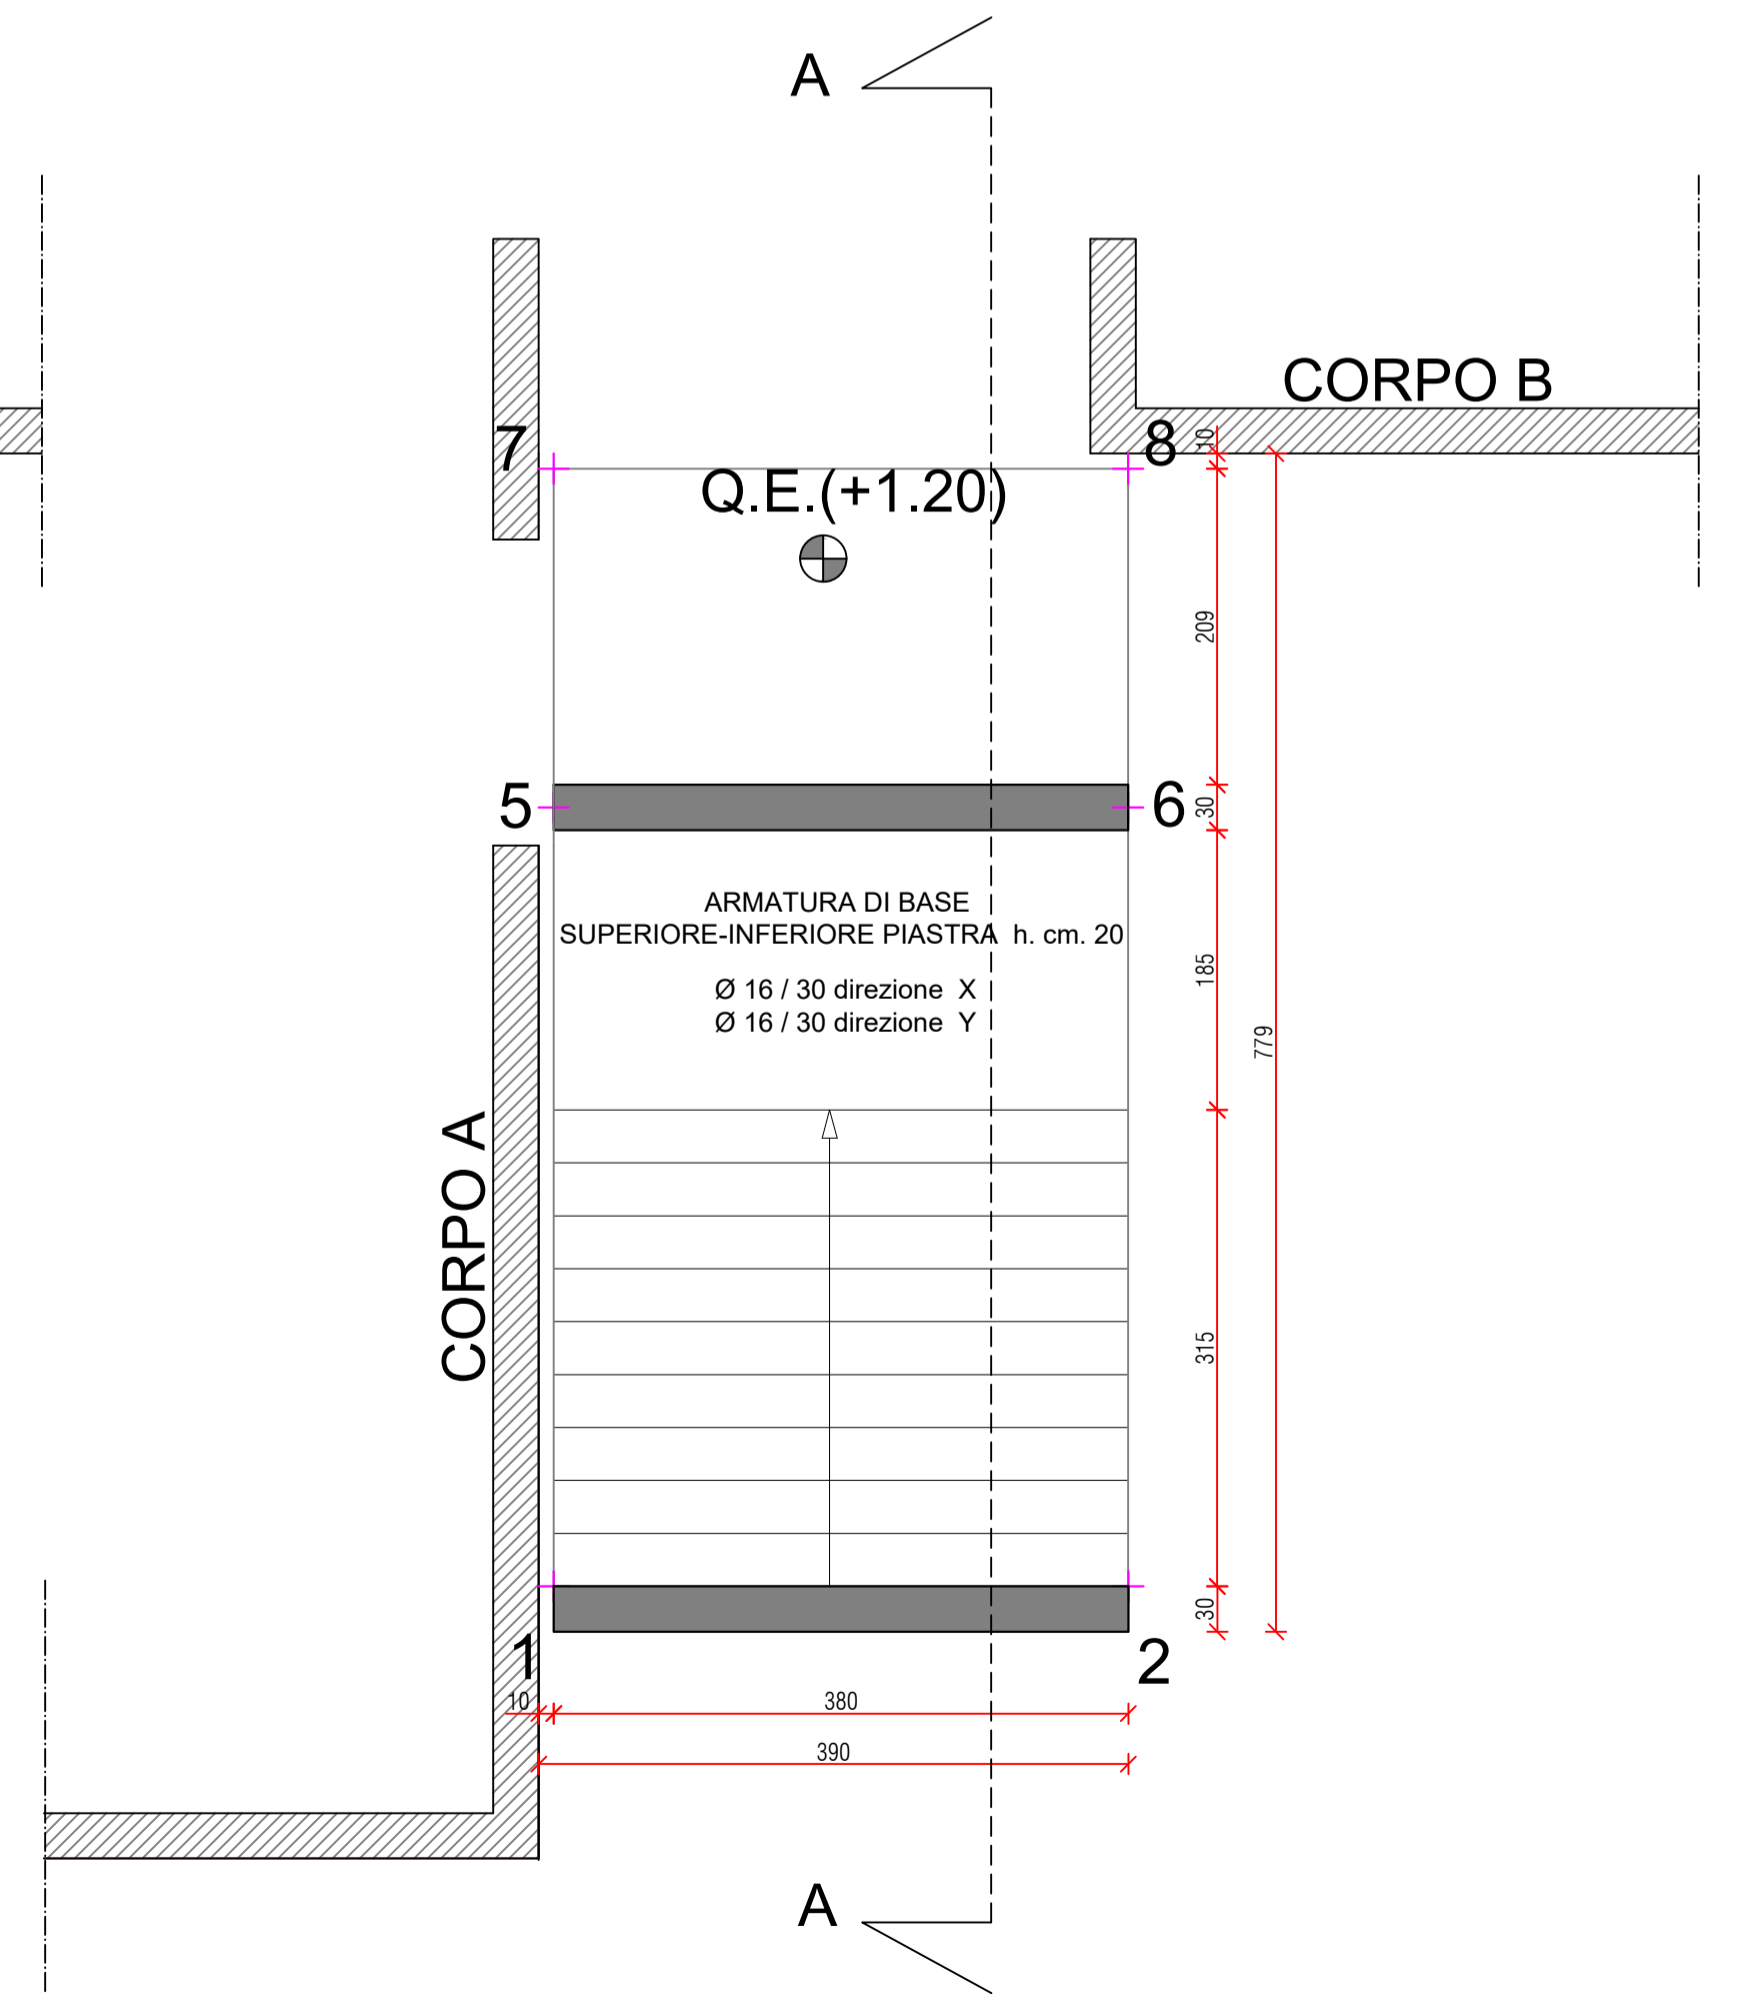 A
CORPO B
7
8
10
Q.E.(+1.20)
209
5
6
30
ARMATURA DI BASE
SUPERIORE-INFERIORE PIASTRA h. cm. 20
185
Ø 16 / 30 direzione X
Ø 16 / 30 direzione Y
779
CORPO A
315
30
1
2
10
380
390
A